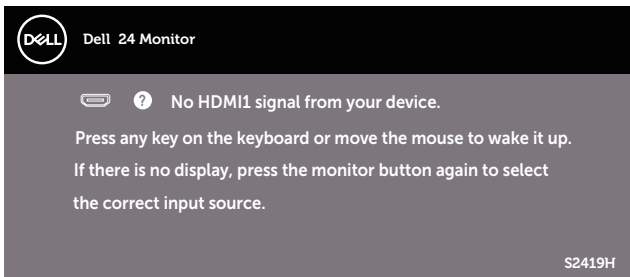 DELL Dell 24 Monitor
? No HDMI1 signal from your device.
Press any key on the keyboard or move the mouse to wake it up.
If there is no display, press the monitor button again to select
the correct input source.
S2419H